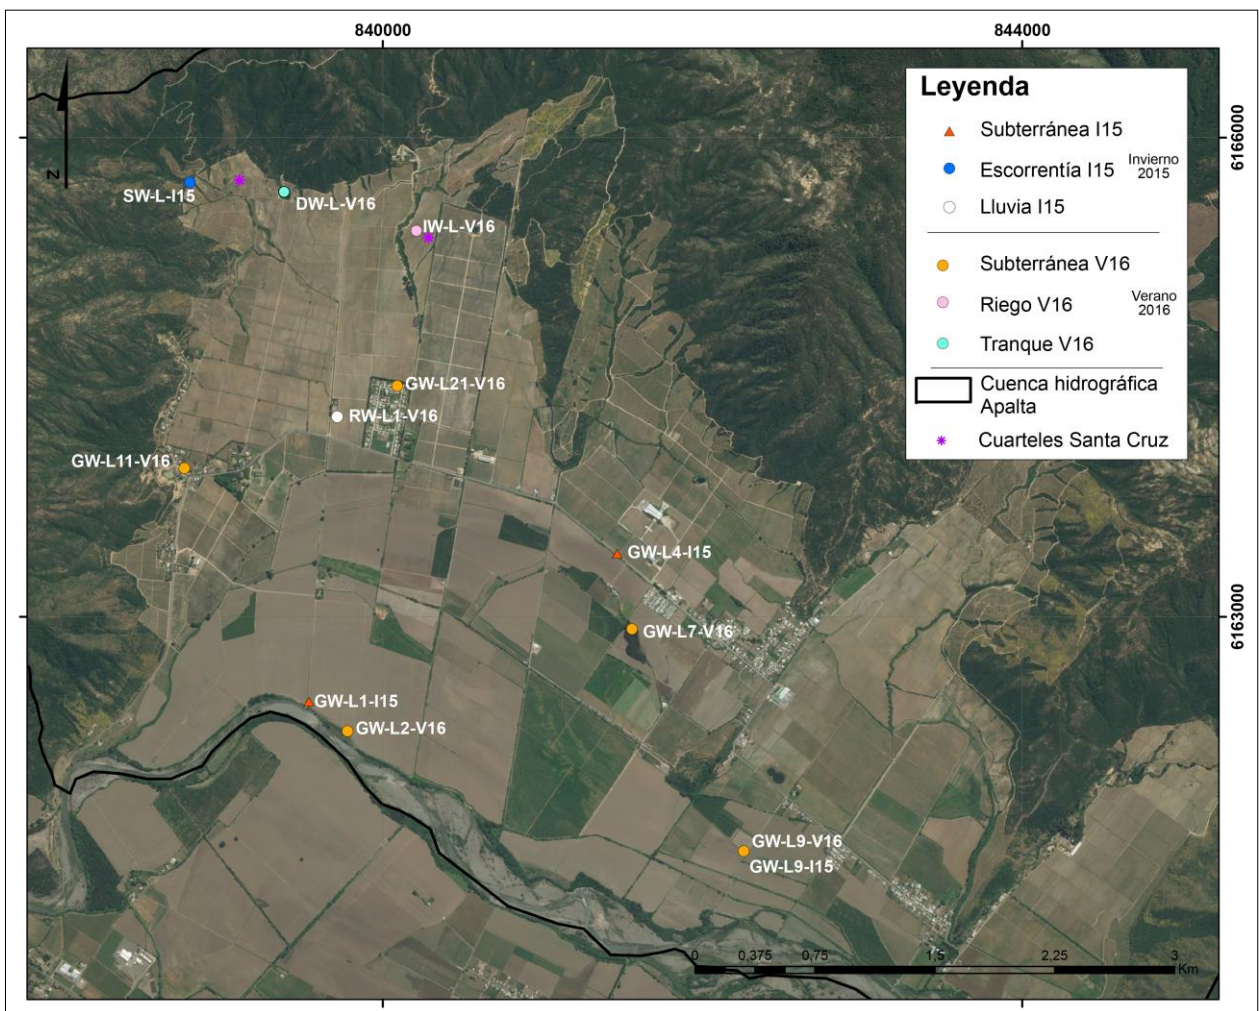 840000
844000
6166000
6163000
N
Leyenda
Subterránea I15
Escorrentía I15
Invierno
2015
Lluvia I15
Subterránea V16
Riego V16
Verano
2016
Tranque V16
Cuenca hidrográfica
Apalta
Cuarteles Santa Cruz
SW-L-I15
DW-L-V16
IW-L-V16
GW-L21-V16
RW-L1-V16
GW-L11-V16
GW-L4-I15
GW-L7-V16
GW-L1-I15
GW-L2-V16
GW-L9-V16
GW-L9-I15
0 0,375 0,75 1,5 2,25 3
Km